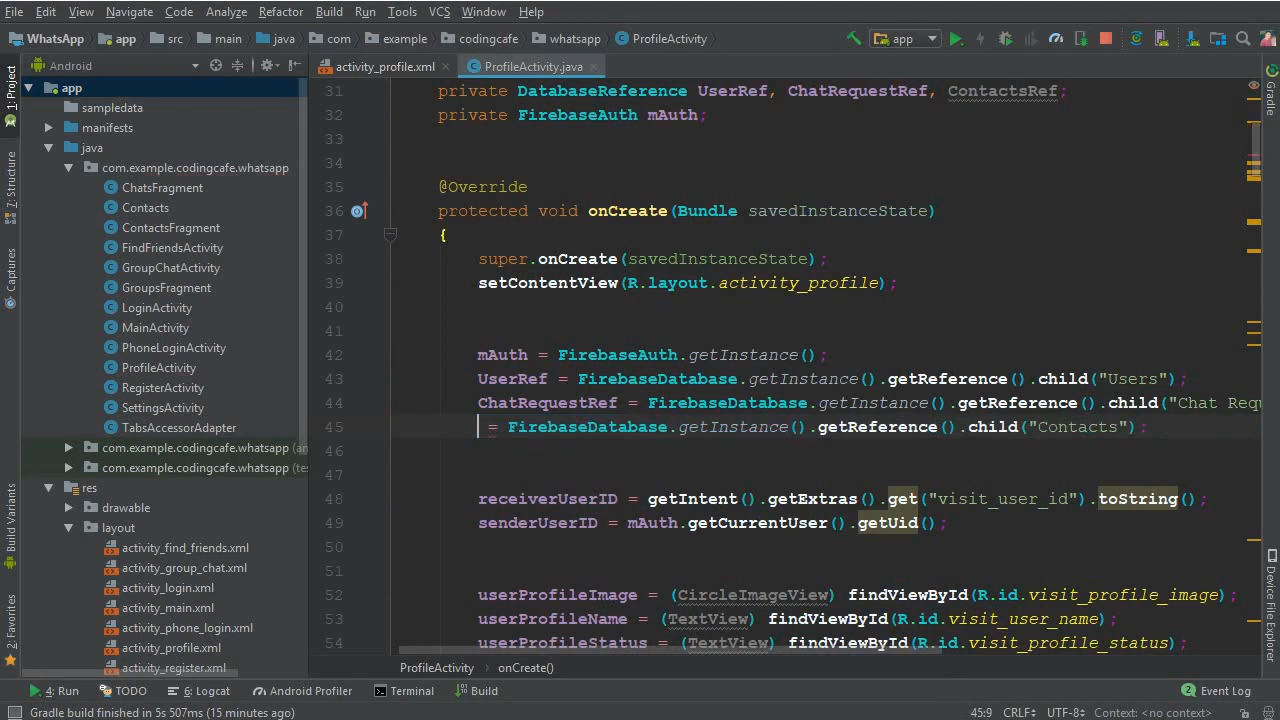 File Edit View Navigate Code Analyze Refactor Build Run Tools VCS Window Help
WhatsApp app src main java com example codingcafe whatsapp ProfileActivity app
Android activity_profile.xml ProfileActivity.java
1: Project
Z: Structure
Captures
Build Variants
2: Favorites
app
sampledata
manifests
java
com.example.codingcafe.whatsapp
ChatsFragment
Contacts
ContactsFragment
FindFriendsActivity
GroupChatActivity
GroupsFragment
LoginActivity
MainActivity
PhoneLoginActivity
ProfileActivity
RegisterActivity
SettingsActivity
TabsAccessorAdapter
com.example.codingcafe.whatsapp (an
com.example.codingcafe.whatsapp (te
res
drawable
layout
activity_find_friends.xml
activity_group_chat.xml
activity_login.xml
activity_main.xml
activity_phone_login.xml
activity_profile.xml
activity_register.xml
31 private DatabaseReference UserRef, ChatRequestRef, ContactsRef;
32 private FirebaseAuth mAuth;
33
34
35 @Override
36 protected void onCreate(Bundle savedInstanceState)
37 {
38 super.onCreate(savedInstanceState);
39 setContentView(R.layout.activity_profile);
40
41
42 mAuth = FirebaseAuth.getInstance();
43 UserRef = FirebaseDatabase.getInstance().getReference().child("Users");
44 ChatRequestRef = FirebaseDatabase.getInstance().getReference().child("Chat Requ
45 = FirebaseDatabase.getInstance().getReference().child("Contacts");
46
47
48 receiverUserID = getIntent().getExtras().get("visit_user_id").toString();
49 senderUserID = mAuth.getCurrentUser().getUid();
50
51
52 userProfileImage = (CircleImageView) findViewById(R.id.visit_profile_image);
53 userProfileName = (TextView) findViewById(R.id.visit_user_name);
54 userProfileStatus = (TextView) findViewById(R.id.visit_profile_status);
Gradle
Device File Explorer
ProfileActivity onCreate()
4: Run TODO 6: Logcat Android Profiler Terminal Build 2 Event Log
Gradle build finished in 5s 507ms (15 minutes ago) 45:9 CRLF UTF-8 Context: <no context>